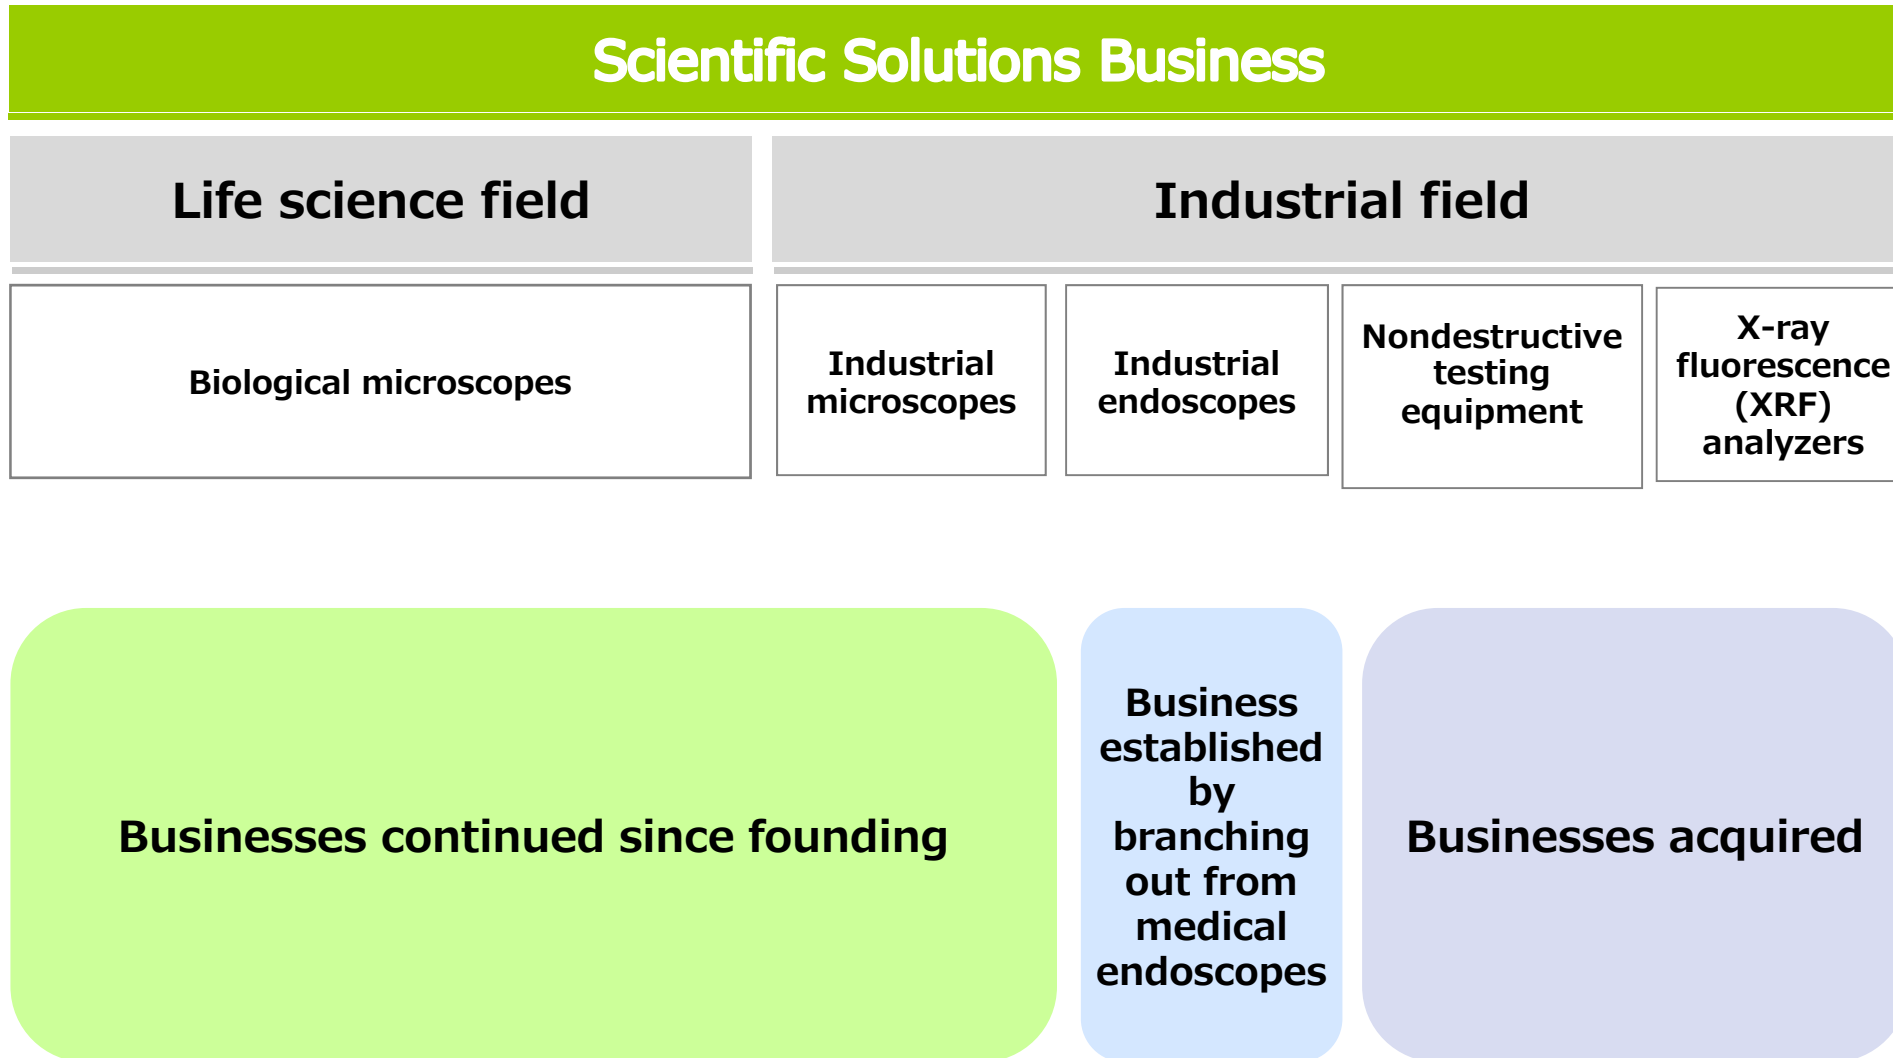 Scientific Solutions Business
Life science field
Industrial field
Biological microscopes
Industrial
microscopes
Industrial
endoscopes
Nondestructive
testing
equipment
X-ray
fluorescence
(XRF)
analyzers
Businesses continued since founding
Business
established
by
branching
out from
medical
endoscopes
Businesses acquired